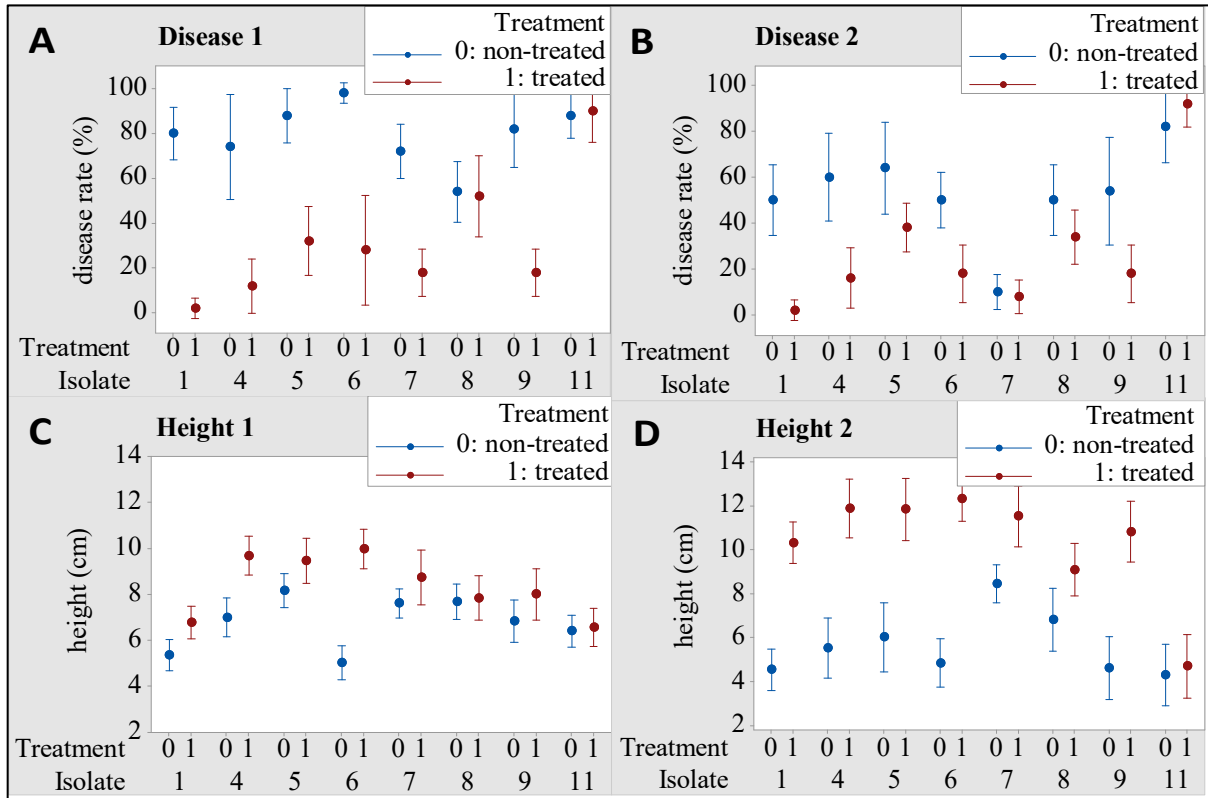 A Disease 1
Treatment
0: non-treated
1: treated
disease rate (%)
100
80
60
40
20
0
Treatment 0 1 0 1 0 1 0 1 0 1 0 1 0 1 0 1
Isolate 1 4 5 6 7 8 9 11
B Disease 2
Treatment
0: non-treated
1: treated
disease rate (%)
100
80
60
40
20
0
Treatment 0 1 0 1 0 1 0 1 0 1 0 1 0 1 0 1
Isolate 1 4 5 6 7 8 9 11
C Height 1
Treatment
0: non-treated
1: treated
height (cm)
14
12
10
8
6
4
2
Treatment 0 1 0 1 0 1 0 1 0 1 0 1 0 1 0 1
Isolate 1 4 5 6 7 8 9 11
D Height 2
Treatment
0: non-treated
1: treated
height (cm)
14
12
10
8
6
4
2
Treatment 0 1 0 1 0 1 0 1 0 1 0 1 0 1 0 1
Isolate 1 4 5 6 7 8 9 11